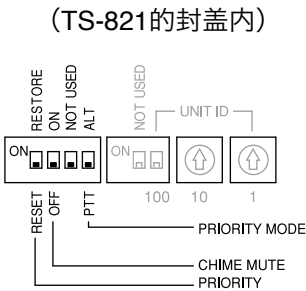 （TS-821的封盖内）
RESTORE
ON
NOT USED
ALT
NOT USED
UNIT ID
ON
ON
100
10
1
RESET
OFF
PTT
PRIORITY MODE
CHIME MUTE
PRIORITY